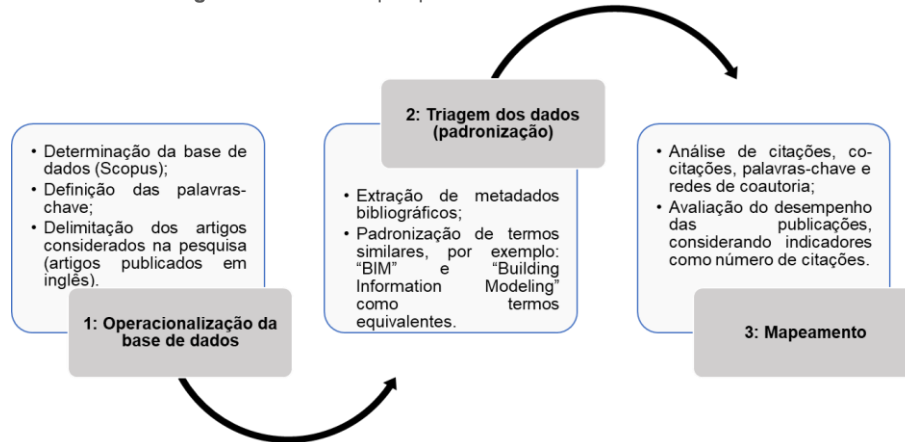 • Determinação da base de
dados (Scopus);
• Definição das palavras-
chave;
• Delimitação dos artigos
considerados na pesquisa
(artigos publicados em
inglês).
1: Operacionalização da
base de dados
2: Triagem dos dados
(padronização)
• Extração de metadados
bibliográficos;
• Padronização de termos
similares, por exemplo:
“BIM” e “Building
Information Modeling”
como termos
equivalentes.
• Análise de citações, co-
citações, palavras-chave e
redes de coautoria;
• Avaliação do desempenho
das publicações,
considerando indicadores
como número de citações.
3: Mapeamento